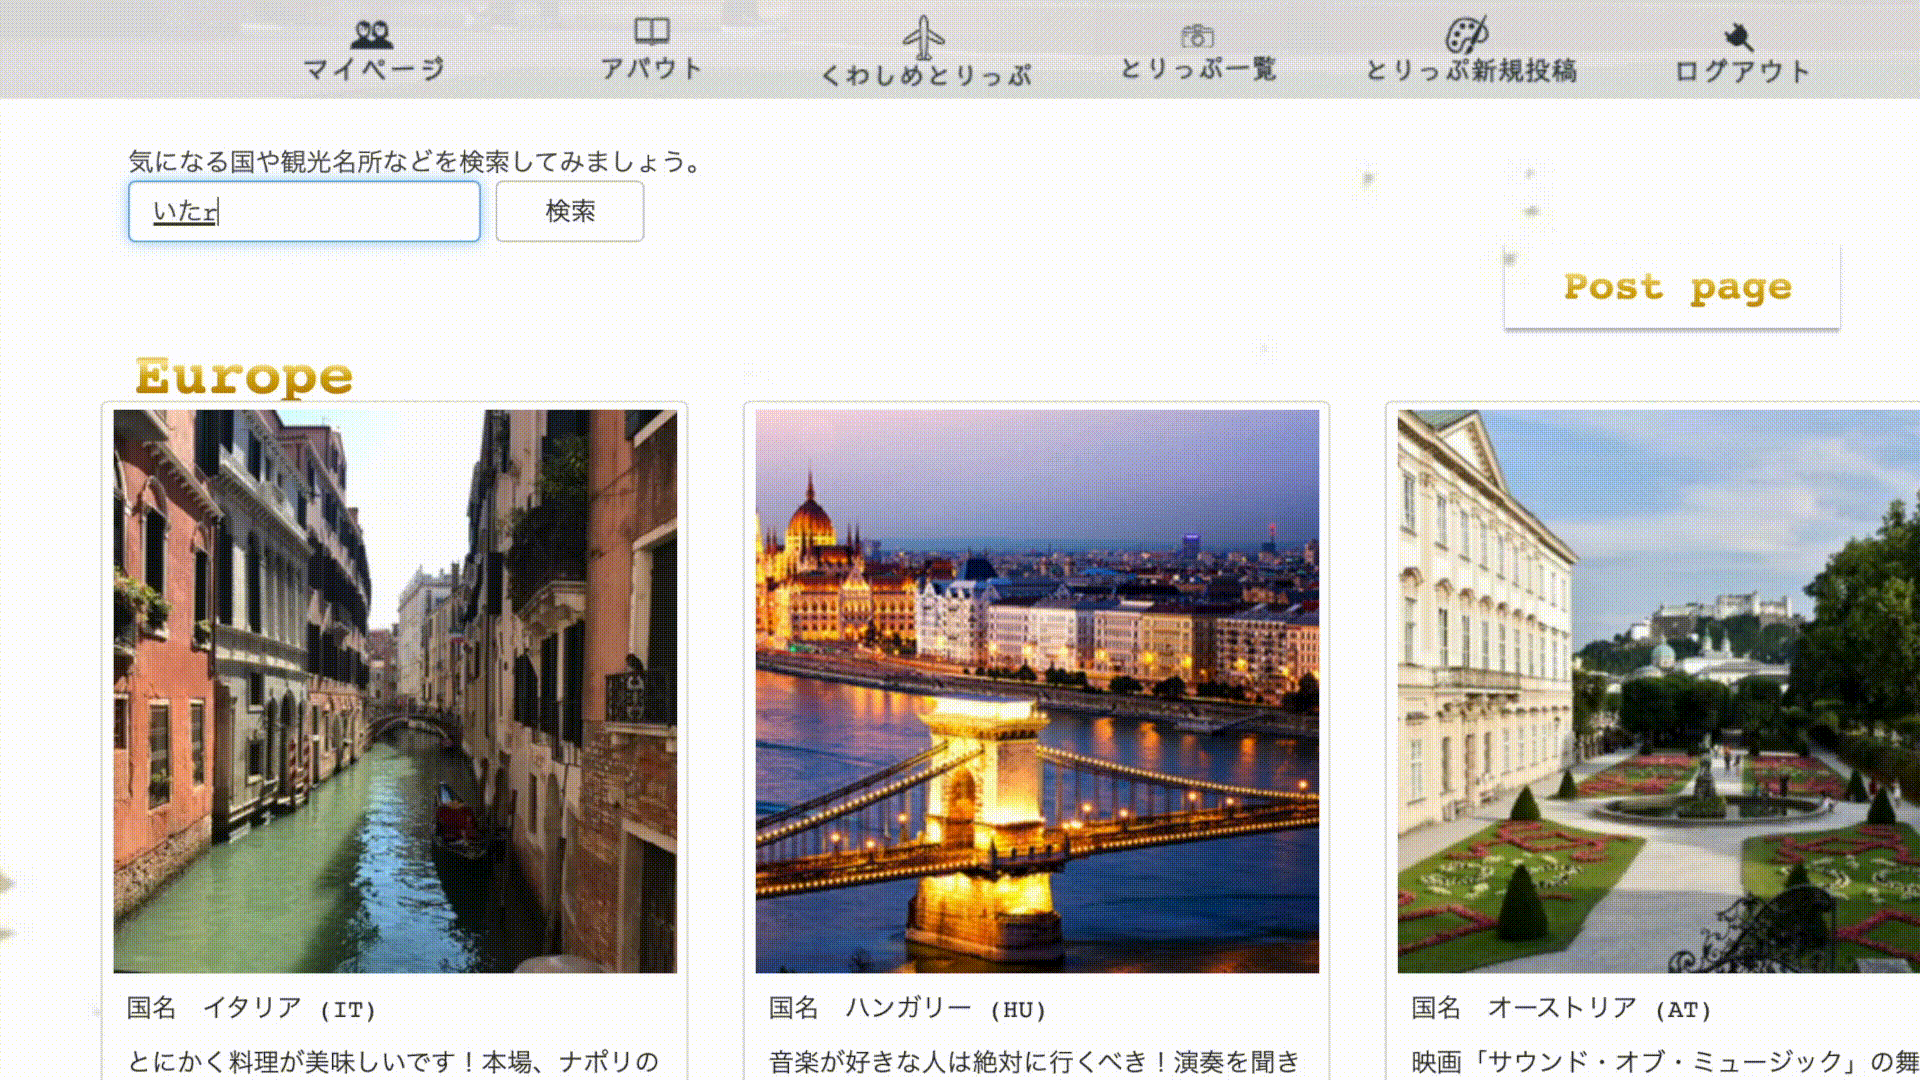 マイページ
アバウト
くわしめとりっぷ
とりっぷ一覧
とりっぷ新規投稿
ログアウト
気になる国や観光名所などを検索してみましょう。
いたr
検索
Post page
Europe
国名　イタリア (IT)
とにかく料理が美味しいです！本場、ナポリの
国名　ハンガリー (HU)
音楽が好きな人は絶対に行くべき！演奏を聞き
国名　オーストリア (AT)
映画「サウンド・オブ・ミュージック」の舞